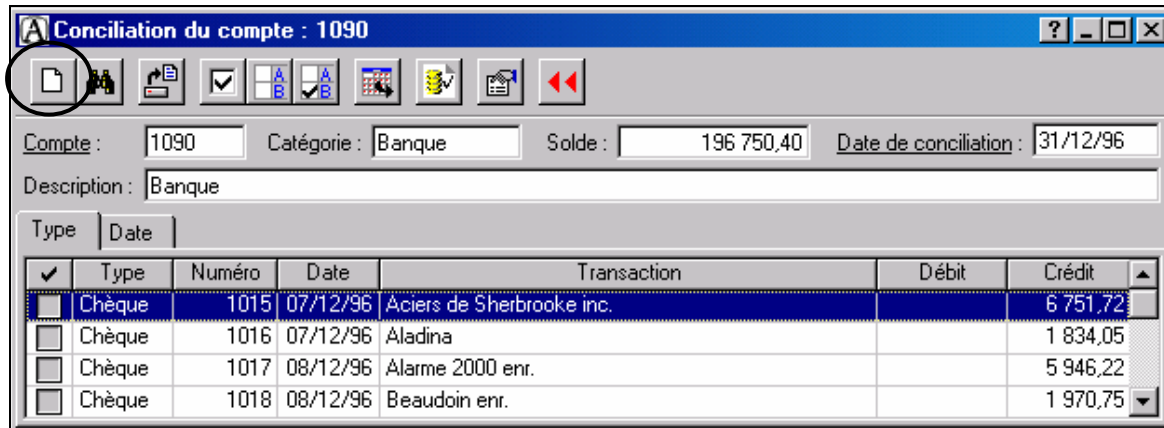 A Conciliation du compte : 1090
Compte : 1090 Catégorie : Banque Solde : 196 750,40 Date de conciliation : 31/12/96
Description : Banque
Type Date
Type Numéro Date Transaction Débit Crédit
Chèque 1015 07/12/96 Aciers de Sherbrooke inc. 6 751,72
Chèque 1016 07/12/96 Aladina 1 834,05
Chèque 1017 08/12/96 Alarme 2000 enr. 5 946,22
Chèque 1018 08/12/96 Beaudoin enr. 1 970,75